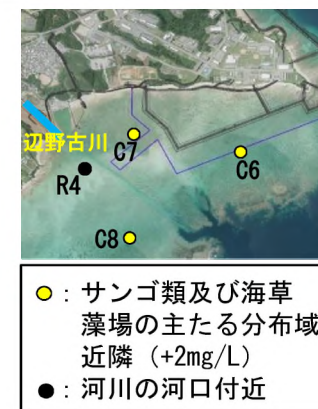 辺野古川
C7
C6
R4
C8
：サンゴ類及び海草
藻場の主たる分布域
近隣（+2mg/L）
：河川の河口付近